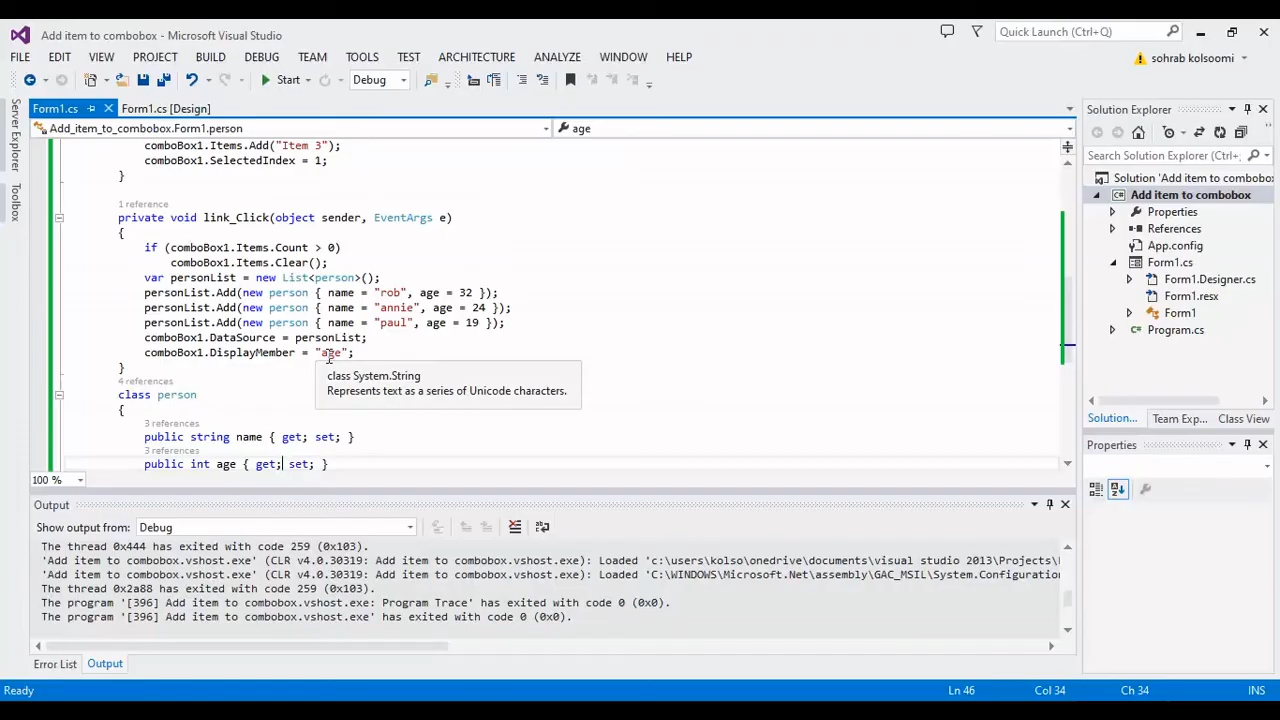 Add item to combobox - Microsoft Visual Studio
Quick Launch (Ctrl+Q)
FILE EDIT VIEW PROJECT BUILD DEBUG TEAM TOOLS TEST ARCHITECTURE ANALYZE WINDOW HELP
sohrab kolsoomi
Start Debug
Server Explorer
Toolbox
Form1.cs Form1.cs [Design]
Add_item_to_combobox.Form1.person age
comboBox1.Items.Add("Item 3");
comboBox1.SelectedIndex = 1;
}
1 reference
private void link_Click(object sender, EventArgs e)
{
if (comboBox1.Items.Count > 0)
comboBox1.Items.Clear();
var personList = new List<person>();
personList.Add(new person { name = "rob", age = 32 });
personList.Add(new person { name = "annie", age = 24 });
personList.Add(new person { name = "paul", age = 19 });
comboBox1.DataSource = personList;
comboBox1.DisplayMember = "age";
}
class System.String
Represents text as a series of Unicode characters.
4 references
class person
{
3 references
public string name { get; set; }
3 references
public int age { get; set; }
100 %
Solution Explorer
Search Solution Explorer (Ctrl+;
Solution 'Add item to combobox
Add item to combobox
Properties
References
App.config
Form1.cs
Form1.Designer.cs
Form1.resx
Form1
Program.cs
Solution... Team Exp... Class View
Properties
Output
Show output from: Debug
The thread 0x444 has exited with code 259 (0x103).
'Add item to combobox.vshost.exe' (CLR v4.0.30319: Add item to combobox.vshost.exe): Loaded 'c:\users\kolso\onedrive\documents\visual studio 2013\Projects\
'Add item to combobox.vshost.exe' (CLR v4.0.30319: Add item to combobox.vshost.exe): Loaded 'C:\WINDOWS\Microsoft.Net\assembly\GAC_MSIL\System.Configuration
The thread 0x2a88 has exited with code 259 (0x103).
The program '[396] Add item to combobox.vshost.exe: Program Trace' has exited with code 0 (0x0).
The program '[396] Add item to combobox.vshost.exe' has exited with code 0 (0x0).
Error List Output
Ready Ln 46 Col 34 Ch 34 INS